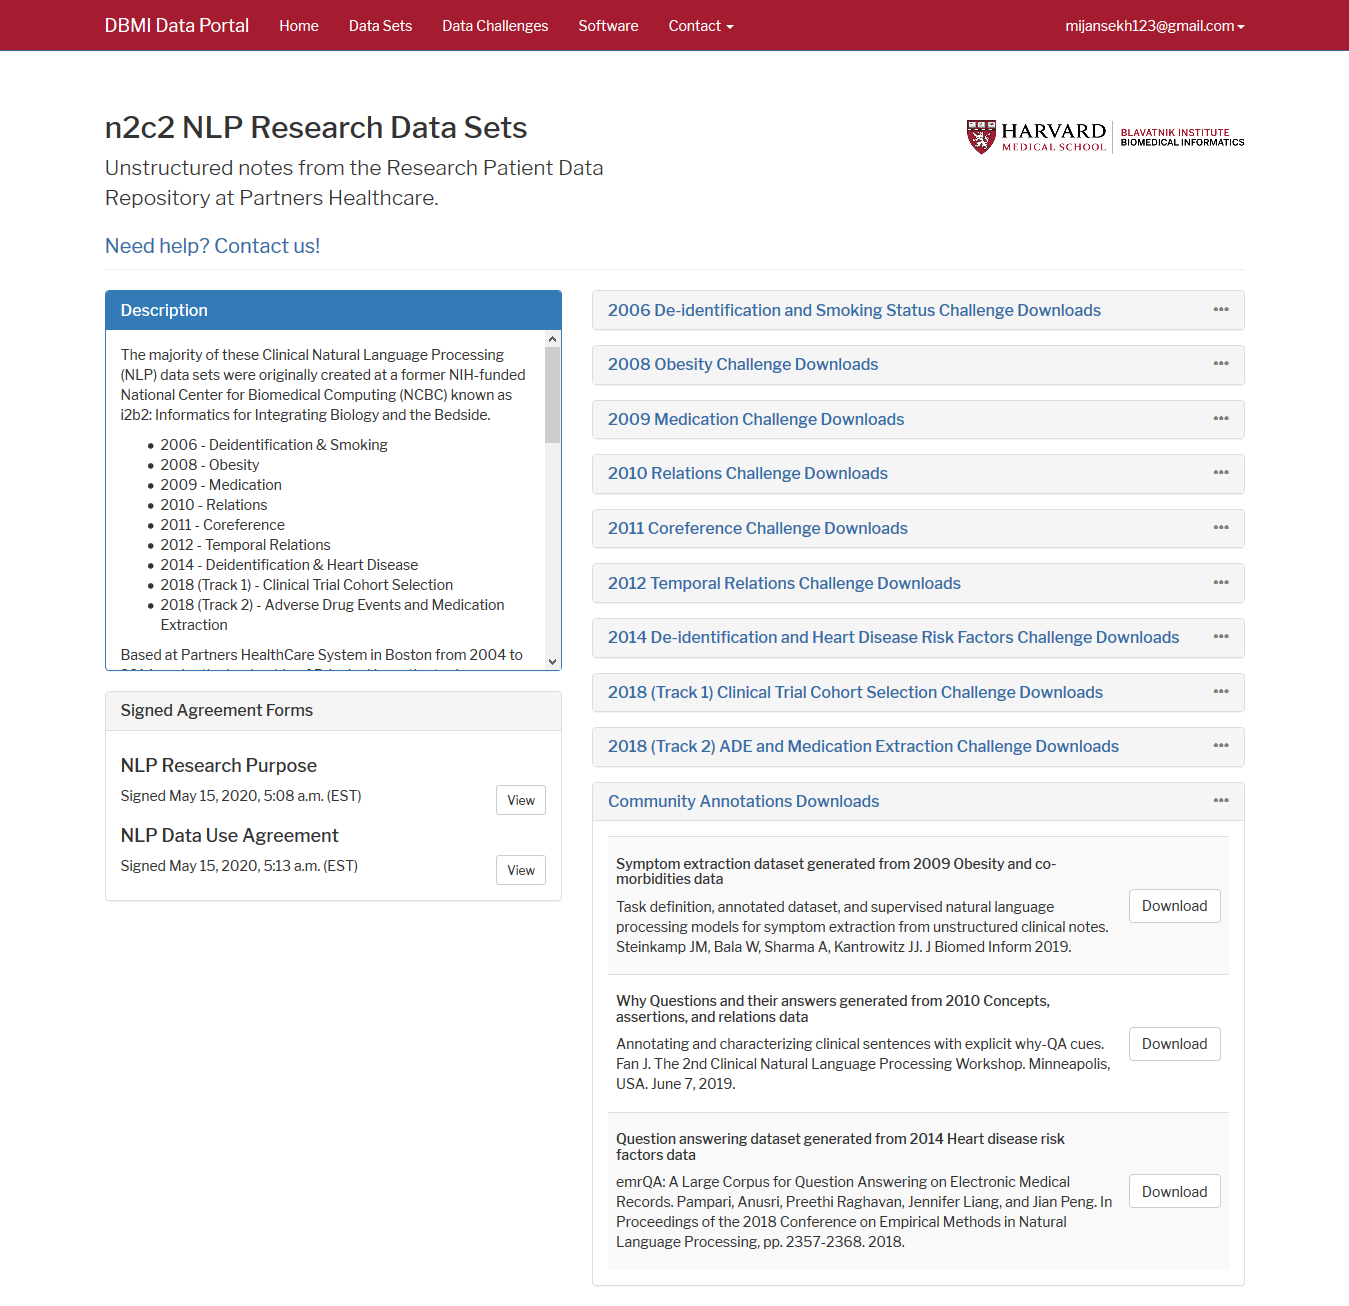 DBMI Data Portal Home Data Sets Data Challenges Software Contact mijansekh123@gmail.com
n2c2 NLP Research Data Sets
Unstructured notes from the Research Patient Data
Repository at Partners Healthcare.
HARVARD
MEDICAL SCHOOL
BLAVATNIK INSTITUTE
BIOMEDICAL INFORMATICS
Need help? Contact us!
Description
The majority of these Clinical Natural Language Processing
(NLP) data sets were originally created at a former NIH-funded
National Center for Biomedical Computing (NCBC) known as
i2b2: Informatics for Integrating Biology and the Bedside.
• 2006 - Deidentification & Smoking
• 2008 - Obesity
• 2009 - Medication
• 2010 - Relations
• 2011 - Coreference
• 2012 - Temporal Relations
• 2014 - Deidentification & Heart Disease
• 2018 (Track 1) - Clinical Trial Cohort Selection
• 2018 (Track 2) - Adverse Drug Events and Medication
Extraction
Based at Partners HealthCare System in Boston from 2004 to
Signed Agreement Forms
NLP Research Purpose
Signed May 15, 2020, 5:08 a.m. (EST)
View
NLP Data Use Agreement
Signed May 15, 2020, 5:13 a.m. (EST)
View
2006 De-identification and Smoking Status Challenge Downloads
2008 Obesity Challenge Downloads
2009 Medication Challenge Downloads
2010 Relations Challenge Downloads
2011 Coreference Challenge Downloads
2012 Temporal Relations Challenge Downloads
2014 De-identification and Heart Disease Risk Factors Challenge Downloads
2018 (Track 1) Clinical Trial Cohort Selection Challenge Downloads
2018 (Track 2) ADE and Medication Extraction Challenge Downloads
Community Annotations Downloads
Symptom extraction dataset generated from 2009 Obesity and co-
morbidities data
Task definition, annotated dataset, and supervised natural language
processing models for symptom extraction from unstructured clinical notes.
Steinkamp JM, Bala W, Sharma A, Kantrowitz JJ. J Biomed Inform 2019.
Download
Why Questions and their answers generated from 2010 Concepts,
assertions, and relations data
Annotating and characterizing clinical sentences with explicit why-QA cues.
Fan J. The 2nd Clinical Natural Language Processing Workshop. Minneapolis,
USA. June 7, 2019.
Download
Question answering dataset generated from 2014 Heart disease risk
factors data
emrQA: A Large Corpus for Question Answering on Electronic Medical
Records. Pampari, Anusri, Preethi Raghavan, Jennifer Liang, and Jian Peng. In
Proceedings of the 2018 Conference on Empirical Methods in Natural
Language Processing, pp. 2357-2368. 2018.
Download